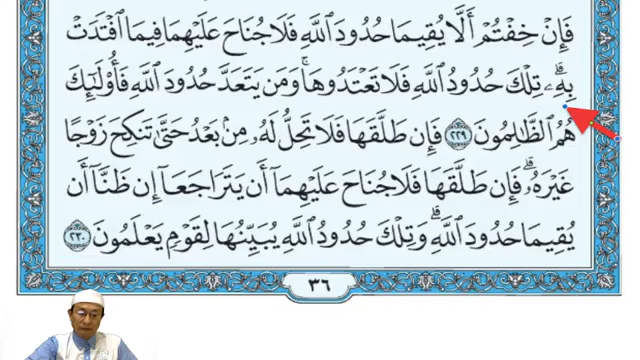 فَإِنْ خِفْتُمْ أَلَّا يُقِيمَا حُدُودَ ٱللَّهِ فَلَا جُنَاحَ عَلَيْهِمَا فِيمَا ٱفْتَدَتْ
بِهِۦۗ تِلْكَ حُدُودُ ٱللَّهِ فَلَا تَعْتَدُوهَاۚ وَمَن يَتَعَدَّ حُدُودَ ٱللَّهِ فَأُو۟لَٰٓئِكَ
هُمُ ٱلظَّٰلِمُونَ ٢٢٩ فَإِن طَلَّقَهَا فَلَا تَحِلُّ لَهُۥ مِنۢ بَعْدُ حَتَّىٰ تَنكِحَ زَوْجًا
غَيْرَهُۥۗ فَإِن طَلَّقَهَا فَلَا جُنَاحَ عَلَيْهِمَآ أَن يَتَرَاجَعَآ إِن ظَنَّآ أَن
يُقِيمَا حُدُودَ ٱللَّهِۗ وَتِلْكَ حُدُودُ ٱللَّهِ يُبَيِّنُهَا لِقَوْمٍ يَعْلَمُونَ ٢٣٠
٣٦